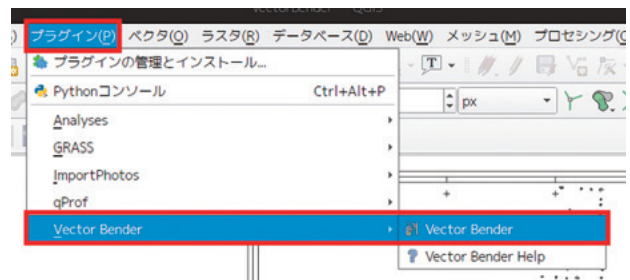 vectorbender — QGIS
プラグイン(P) ベクタ(O) ラスタ(R) データベース(D) Web(W) メッシュ(M) プロセシング(
プラグインの管理とインストール...
Pythonコンソール Ctrl+Alt+P
px
Analyses
GRASS
ImportPhotos
qProf
Vector Bender
Vector Bender
Vector Bender Help